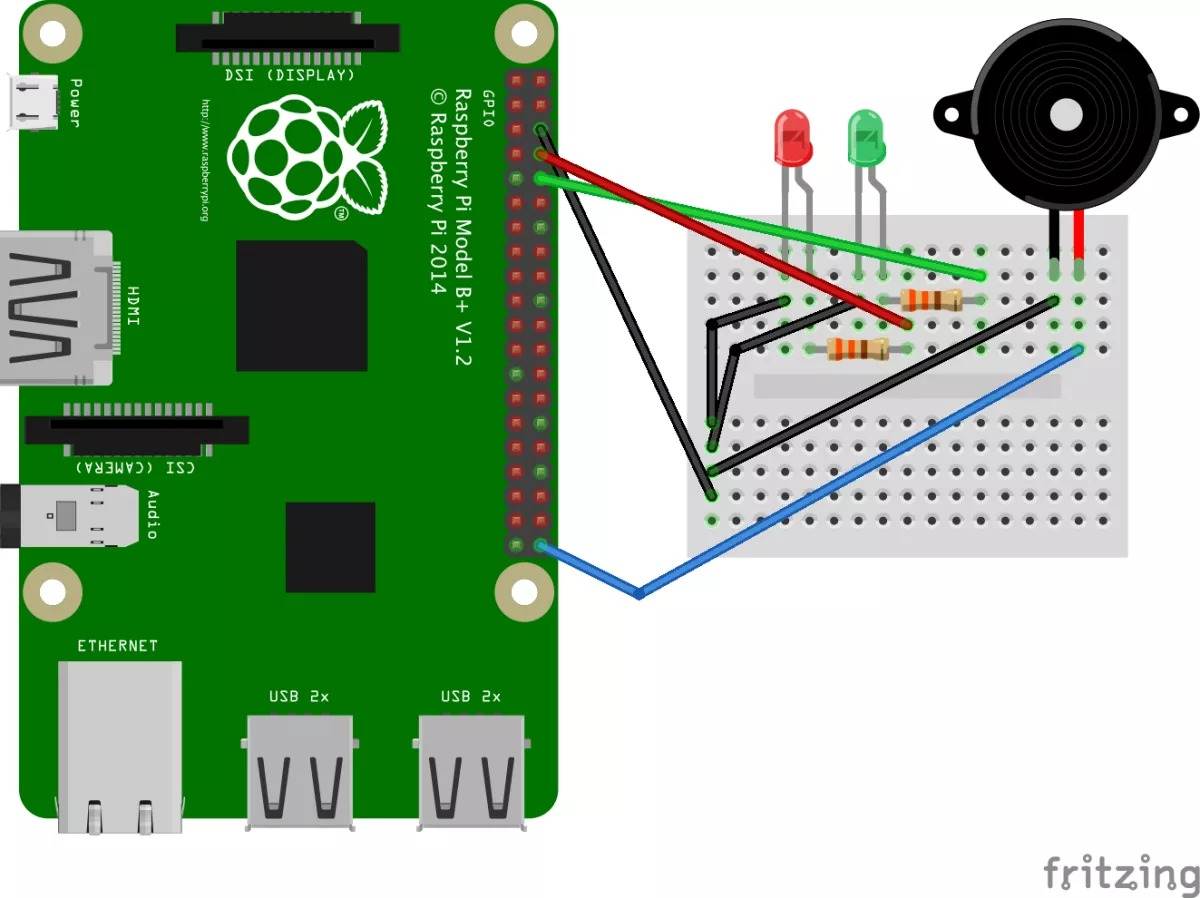 DSI (DISPLAY)
Power
http://www.raspberrypi.org
TM
GPIO
Raspberry Pi Model B+ V1.2
© Raspberry Pi 2014
HDMI
CSI (CAMERA)
Audio
ETHERNET
USB 2x
USB 2x
fritzing